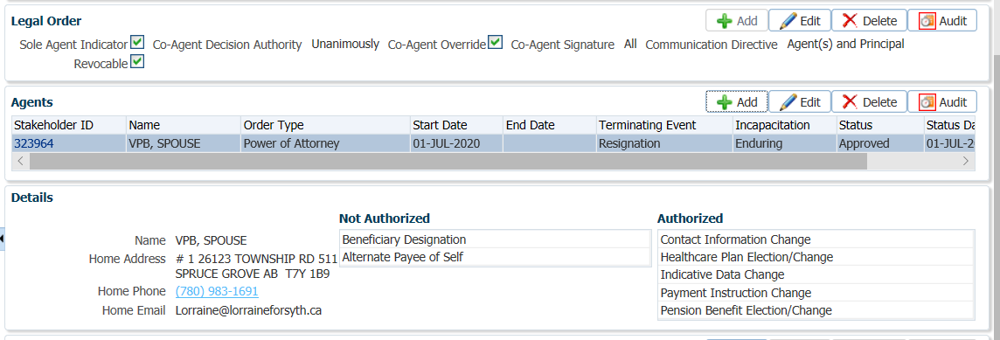 Legal Order
Add Edit Delete Audit
Sole Agent Indicator Co-Agent Decision Authority Unanimously Co-Agent Override Co-Agent Signature All Communication Directive Agent(s) and Principal
Revocable
Agents
Add Edit Delete Audit
Stakeholder ID Name Order Type Start Date End Date Terminating Event Incapacitation Status Status Da
323964 VPB, SPOUSE Power of Attorney 01-JUL-2020 Resignation Enduring Approved 01-JUL-2
Details
Name VPB, SPOUSE
Home Address # 1 26123 TOWNSHIP RD 511
SPRUCE GROVE AB T7Y 1B9
Home Phone (780) 983-1691
Home Email Lorraine@lorraineforsyth.ca
Not Authorized
Beneficiary Designation
Alternate Payee of Self
Authorized
Contact Information Change
Healthcare Plan Election/Change
Indicative Data Change
Payment Instruction Change
Pension Benefit Election/Change